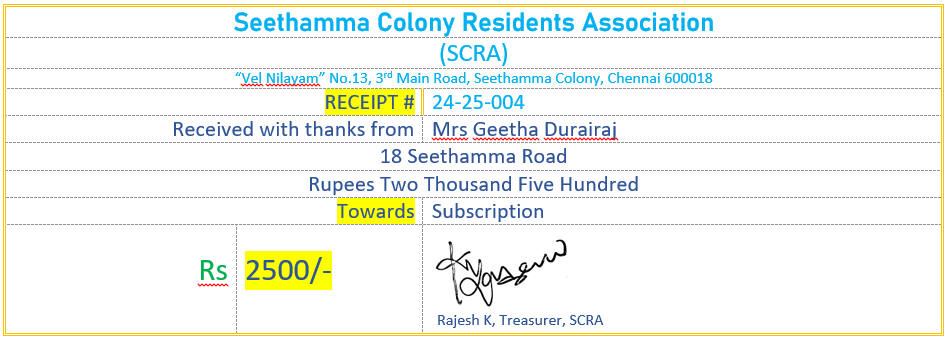 Seethamma Colony Residents Association
(SCRA)
“Vel Nilayam” No.13, 3rd Main Road, Seethamma Colony, Chennai 600018
RECEIPT # 24-25-004
Received with thanks from Mrs Geetha Durairaj
18 Seethamma Road
Rupees Two Thousand Five Hundred
Towards Subscription
Rs 2500/-
Rajesh K, Treasurer, SCRA